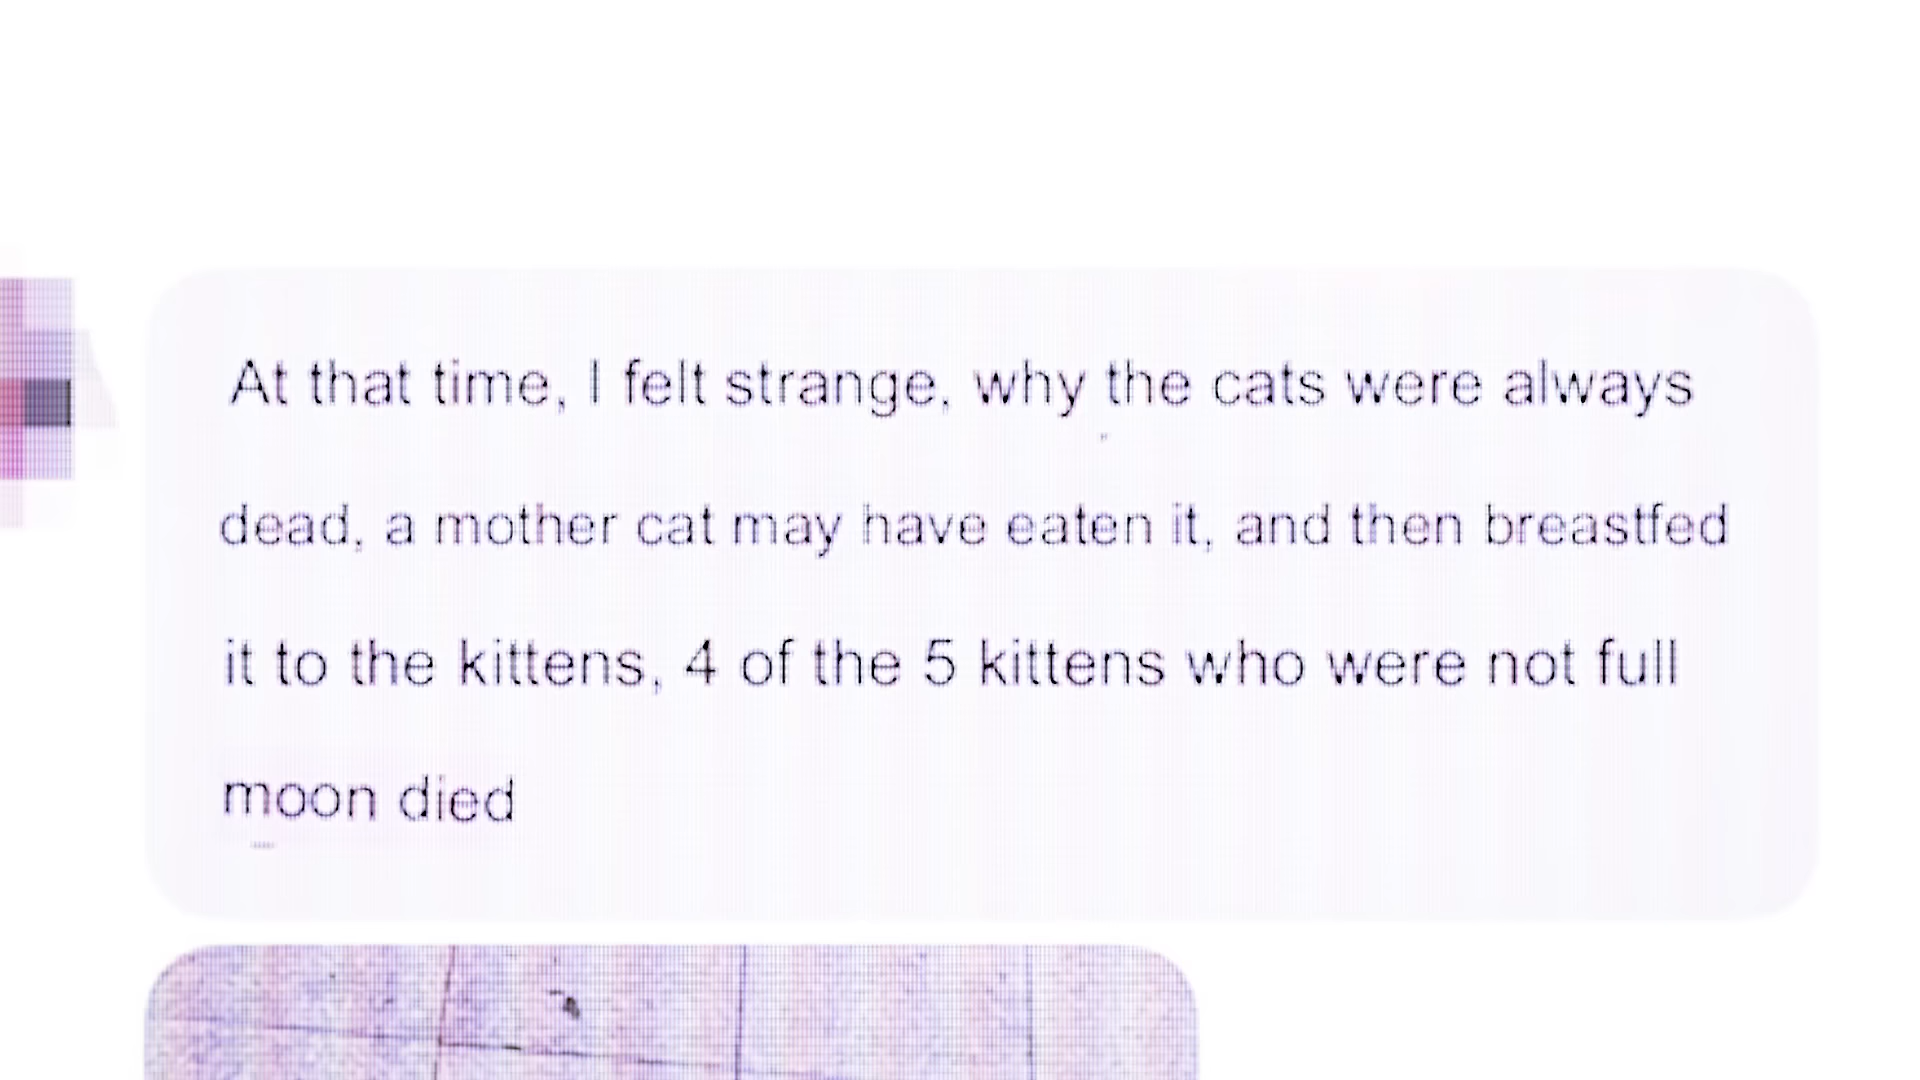 At that time, I felt strange, why the cats were always
dead, a mother cat may have eaten it, and then breastfed
it to the kittens, 4 of the 5 kittens who were not full
moon died